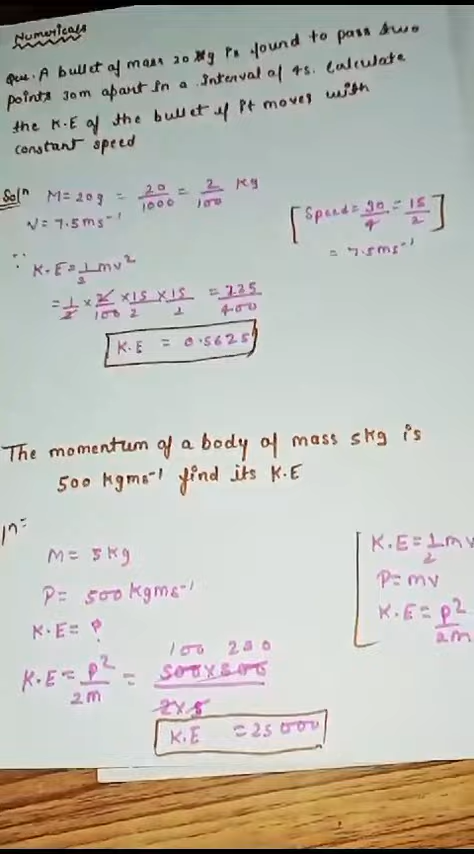 Numericals
Que. A bullet of mass 20 g is found to pass two
points 30m apart in a interval of 4s. Calculate
the K.E of the bullet if it moves with
constant speed
Soln M = 20g = 20/1000 = 2/100 Kg
V = 7.5ms⁻¹
[Speed = 30/4 = 15/2]
= 7.5ms⁻¹
∴ K.E = 1/2 mv²
= 1/2 × 2/100 × 15/2 × 15/2 = 225/400
K.E = 0.5625
The momentum of a body of mass 5kg is
500 kgms⁻¹ find its K.E
M = 5kg
P = 500 kgms⁻¹
K.E = ?
K.E = 1/2 mv
P = mv
K.E = p²/2m
100 250
K.E = p²/2m = 500×500/2×5
K.E = 25000